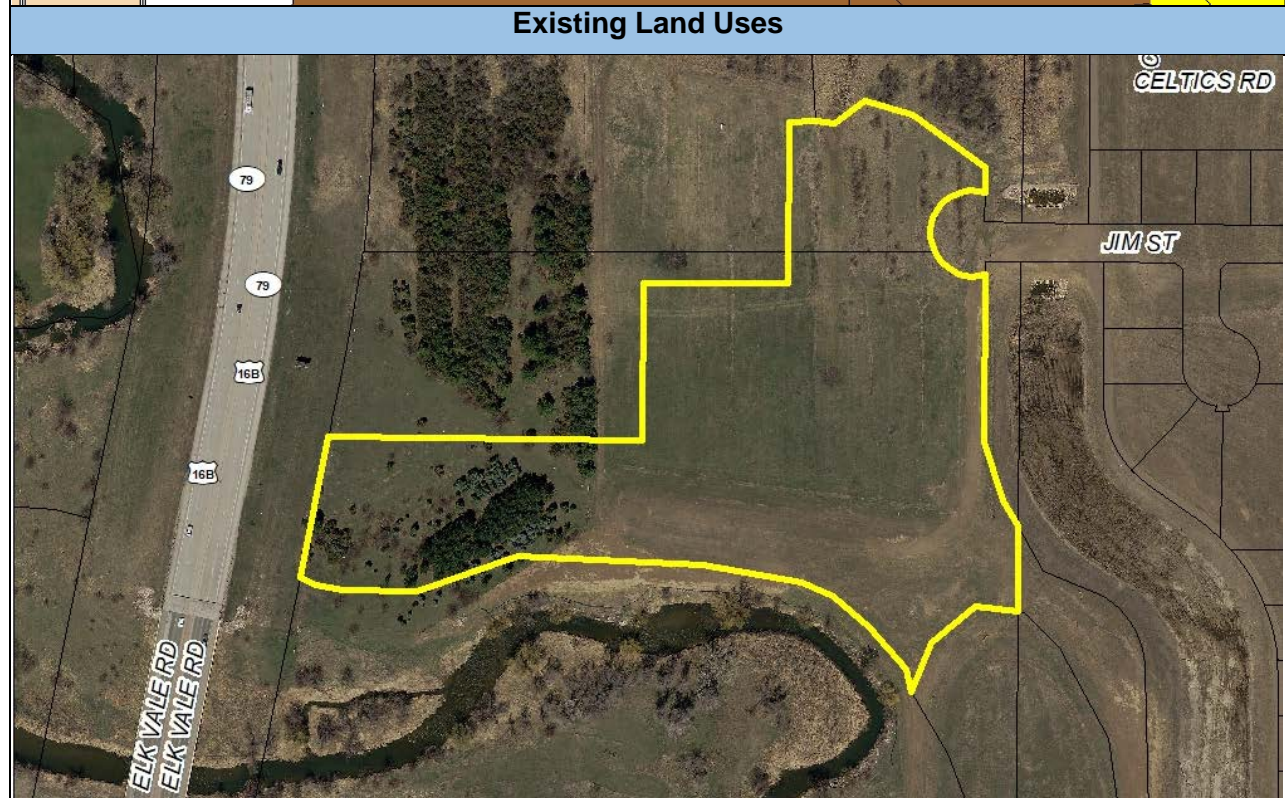 Existing Land Uses
CELTICS RD
79
JIM ST
79
16B
16B
ELK VALE RD
ELK VALE RD